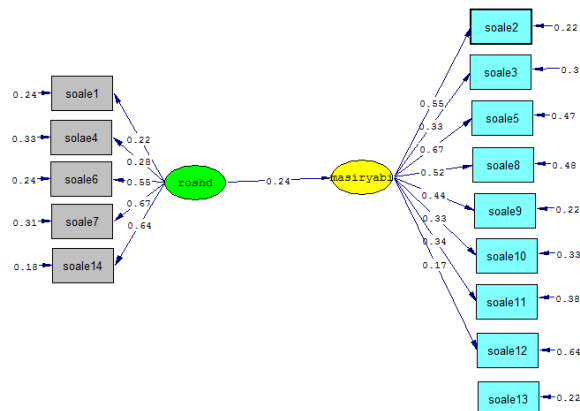 0.24 soale1
0.33 solae4
0.24 soale6
0.31 soale7
0.18 soale14
0.22
0.28
0.55
0.67
0.64
roshd
0.24
masiryabi
0.55
0.33
0.67
0.52
0.44
0.33
0.34
0.17
soale2 0.22
soale3 0.3
soale5 0.47
soale8 0.48
soale9 0.22
soale10 0.33
soale11 0.38
soale12 0.64
soale13 0.22